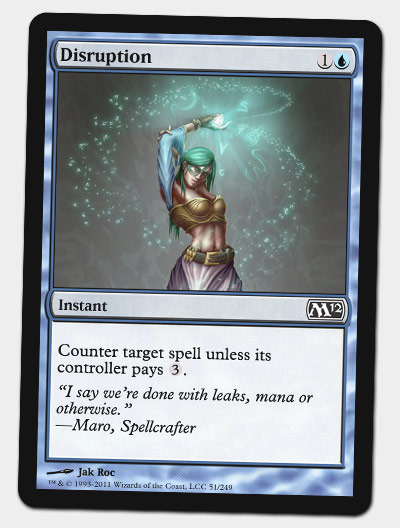 Disruption 1
Instant M12
Counter target spell unless its
controller pays 3.
“I say we’re done with leaks, mana or
otherwise.”
—Maro, Spellcrafter
Jak Roc
™ & © 1993-2011 Wizards of the Coast, LCC 51/249